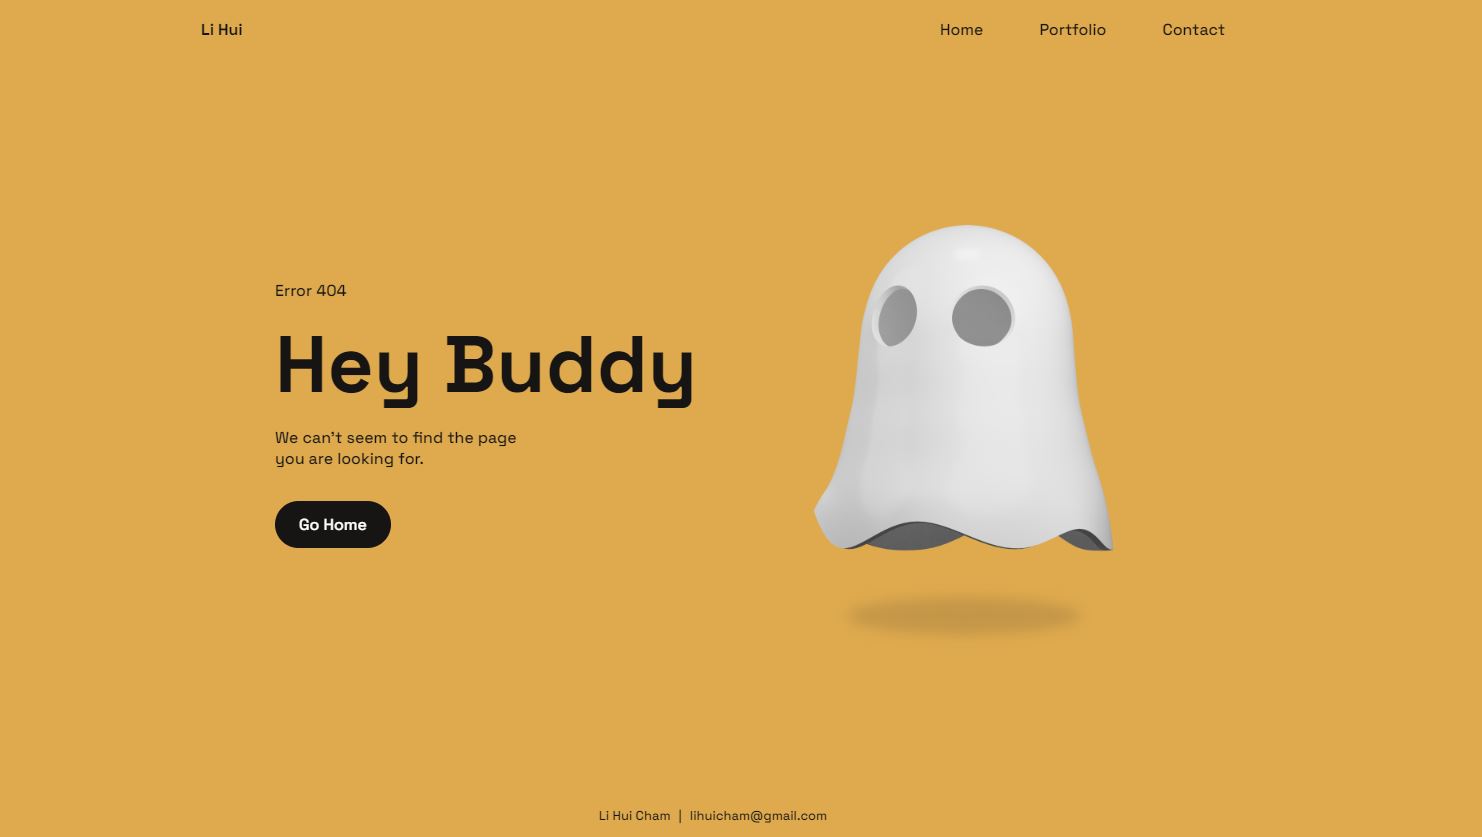 Li Hui
Home Portfolio Contact
Error 404
Hey Buddy
We can't seem to find the page
you are looking for.
Go Home
Li Hui Cham | lihuicham@gmail.com